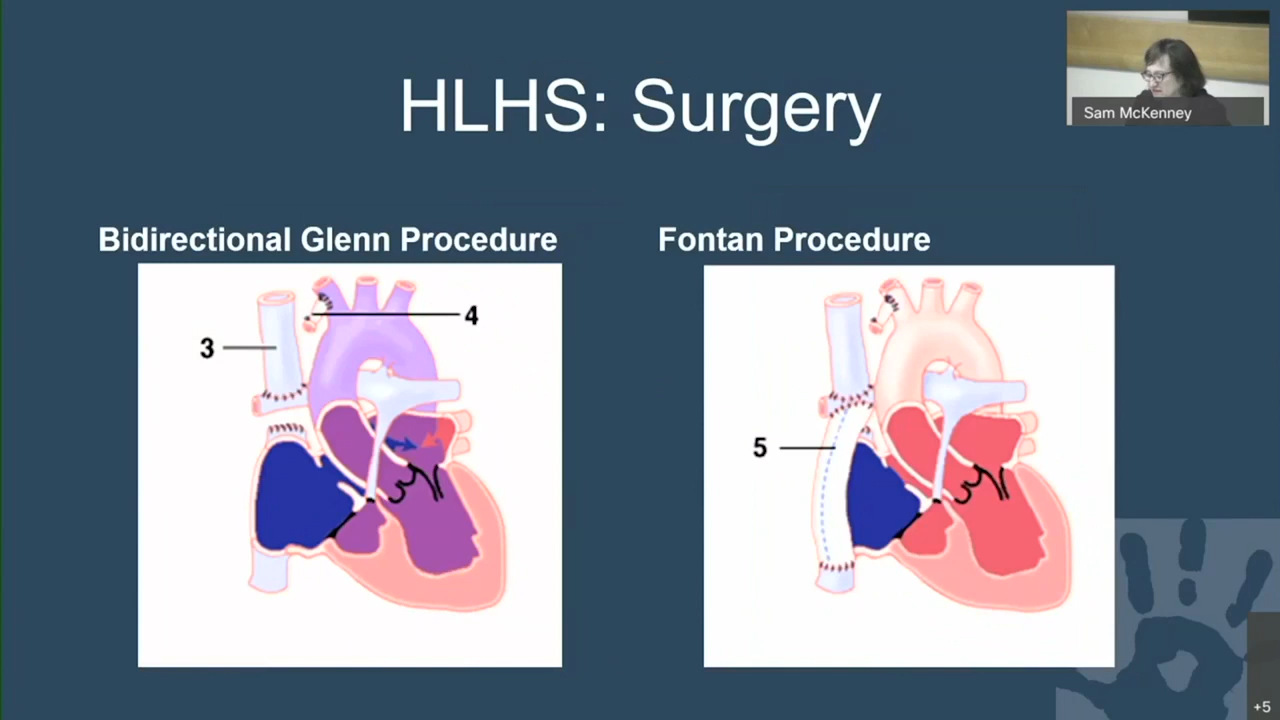 HLHS: Surgery
Sam McKenney
Bidirectional Glenn Procedure
Fontan Procedure
4
3
5
+5